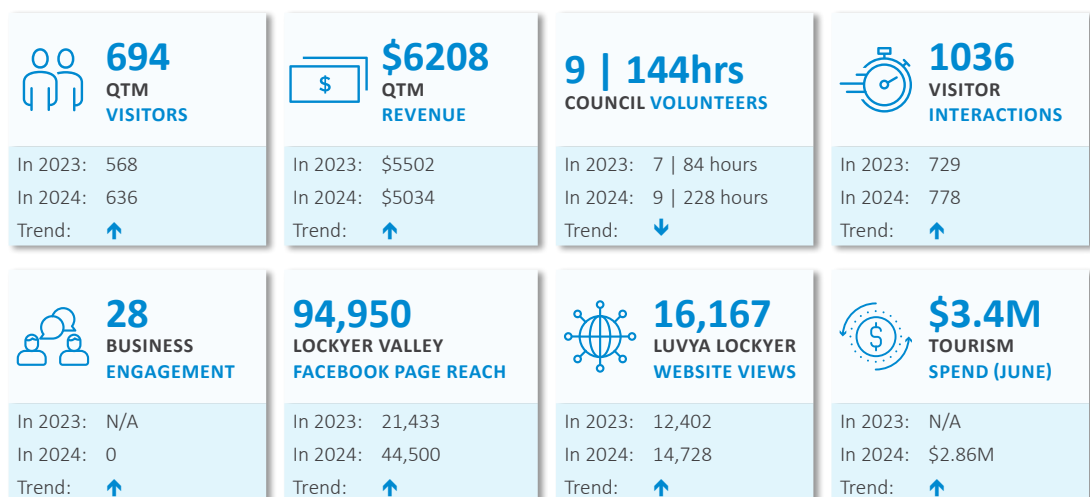 694
QTM
VISITORS
In 2023: 568
In 2024: 636
Trend:
$
$6208
QTM
REVENUE
In 2023: $5502
In 2024: $5034
Trend:
9 | 144hrs
COUNCIL VOLUNTEERS
In 2023: 7 | 84 hours
In 2024: 9 | 228 hours
Trend:
1036
VISITOR
INTERACTIONS
In 2023: 729
In 2024: 778
Trend:
28
BUSINESS
ENGAGEMENT
In 2023: N/A
In 2024: 0
Trend:
94,950
LOCKYER VALLEY
FACEBOOK PAGE REACH
In 2023: 21,433
In 2024: 44,500
Trend:
16,167
LUVYA LOCKYER
WEBSITE VIEWS
In 2023: 12,402
In 2024: 14,728
Trend:
$
$3.4M
TOURISM
SPEND (JUNE)
In 2023: N/A
In 2024: $2.86M
Trend: